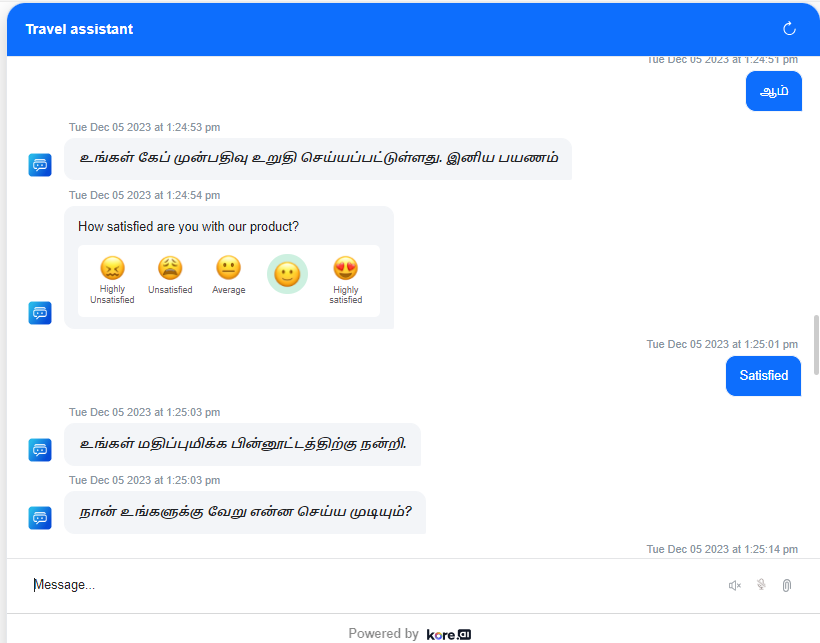 Travel assistant
Tue Dec 05 2023 at 1:24:51 pm
ஆம்
Tue Dec 05 2023 at 1:24:53 pm
உங்கள் கேப் முன்பதிவு உறுதி செய்யப்பட்டுள்ளது. இனிய பயணம்
Tue Dec 05 2023 at 1:24:54 pm
How satisfied are you with our product?
Highly
Unsatisfied
Unsatisfied
Average
Highly
satisfied
Tue Dec 05 2023 at 1:25:01 pm
Satisfied
Tue Dec 05 2023 at 1:25:03 pm
உங்கள் மதிப்புமிக்க பின்னூட்டத்திற்கு நன்றி.
Tue Dec 05 2023 at 1:25:03 pm
நான் உங்களுக்கு வேறு என்ன செய்ய முடியும்?
Tue Dec 05 2023 at 1:25:14 pm
Message...
Powered by kore.ai